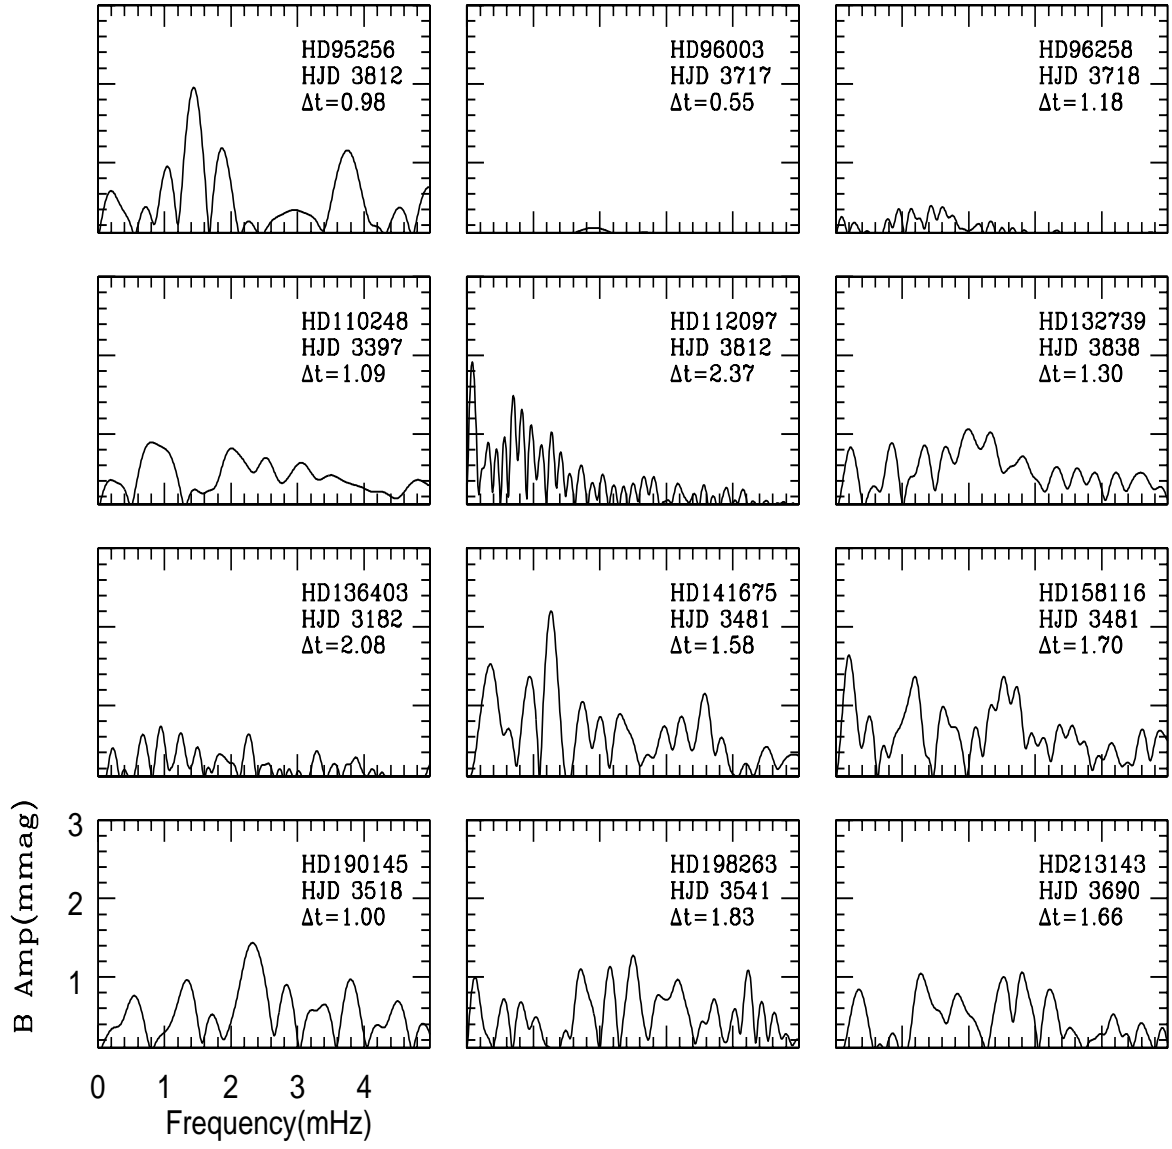 HD95256
HJD 3812
Δt=0.98
HD96003
HJD 3717
Δt=0.55
HD96258
HJD 3718
Δt=1.18
HD110248
HJD 3397
Δt=1.09
HD112097
HJD 3812
Δt=2.37
HD132739
HJD 3838
Δt=1.30
HD136403
HJD 3182
Δt=2.08
HD141675
HJD 3481
Δt=1.58
HD158116
HJD 3481
Δt=1.70
HD190145
HJD 3518
Δt=1.00
HD198263
HJD 3541
Δt=1.83
HD213143
HJD 3690
Δt=1.66
B Amp(mmag)
3
2
1
0 1 2 3 4
Frequency(mHz)